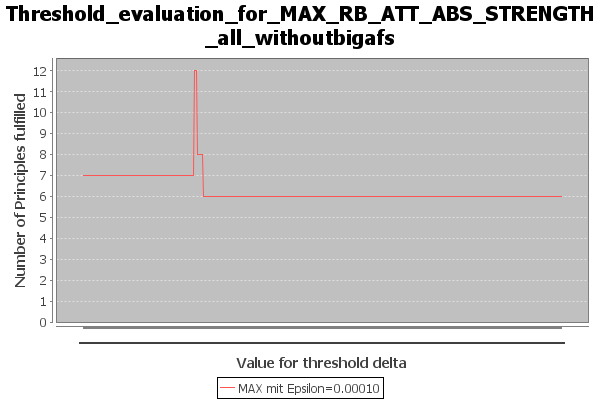 Threshold_evaluation_for_MAX_RB_ATT_ABS_STRENGTH
_all_withoutbigafs
Number of Principles fulfilled
12
11
10
9
8
7
6
5
4
3
2
1
0
Value for threshold delta
MAX mit Epsilon=0.00010